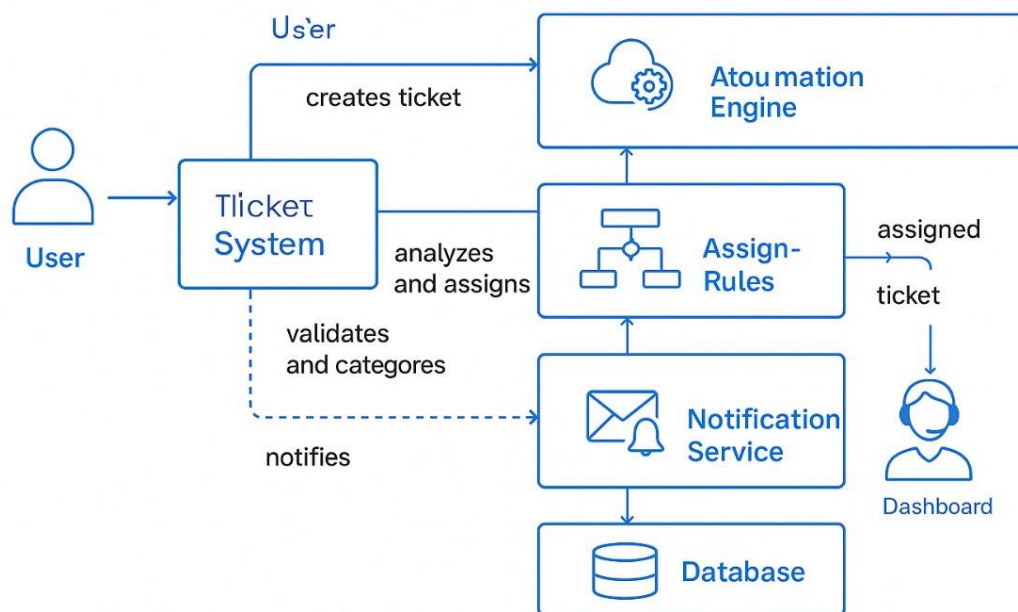 Us'er
creates ticket
Atoumation
Engine
User
Tlicket
System
analyzes
and assigns
Assign-
Rules
assigned
ticket
validates
and categores
notifies
Notification
Service
Dashboard
Database